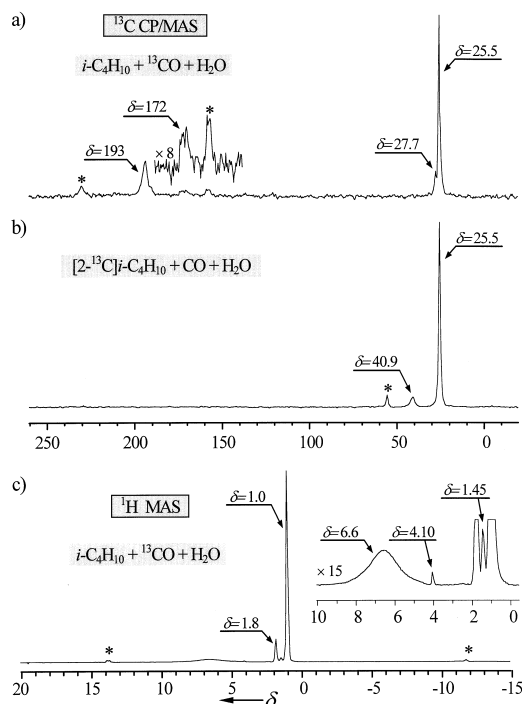 a)
¹³C CP/MAS
i-C₄H₁₀ + ¹³CO + H₂O
δ=25.5
δ=172
*
× 8
δ=193
δ=27.7
*
b)
[2-¹³C]i-C₄H₁₀ + CO + H₂O
δ=25.5
δ=40.9
*
250 200 150 100 50 0
c)
¹H MAS
i-C₄H₁₀ + ¹³CO + H₂O
δ=1.0
δ=1.45
δ=6.6
δ=4.10
× 15
10 8 6 4 2 0
δ=1.8
* *
20 15 10 5 0 -5 -10 -15
δ